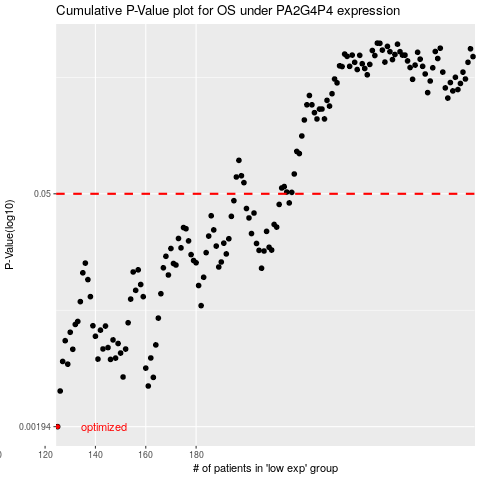 Cumulative P-Value plot for OS under PA2G4P4 expression
P-Value(log10)
0.05
0.00194
optimized
0 120 140 160 180
# of patients in 'low exp' group